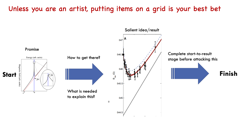 Unless you are an artist, putting items on a grid is your best bet
Promise
Salient idea/result
How to get there?
Complete start-to-result
stage before attacking this
Start
Finish
What is needed
to explain this?